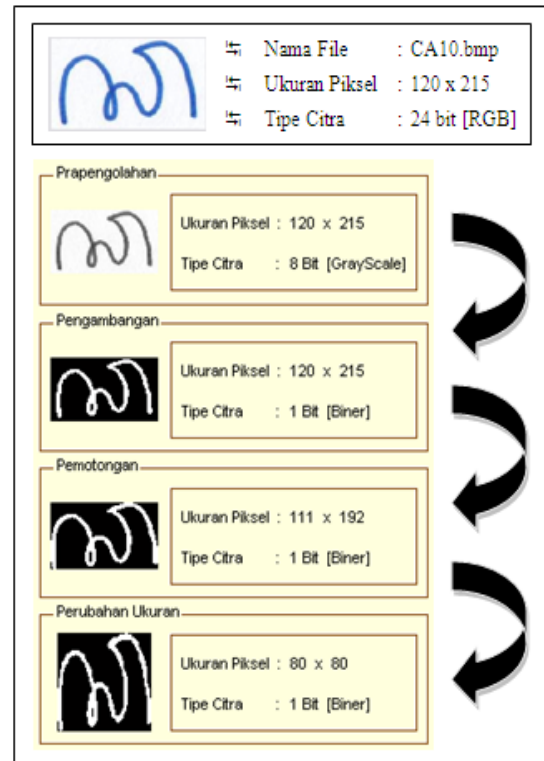 Nama File : CA10.bmp
Ukuran Piksel : 120 x 215
Tipe Citra : 24 bit [RGB]
Prapengolahan
Ukuran Piksel : 120 x 215
Tipe Citra : 8 Bit [GrayScale]
Pengambangan
Ukuran Piksel : 120 x 215
Tipe Citra : 1 Bit [Biner]
Pemotongan
Ukuran Piksel : 111 x 192
Tipe Citra : 1 Bit [Biner]
Perubahan Ukuran
Ukuran Piksel : 80 x 80
Tipe Citra : 1 Bit [Biner]